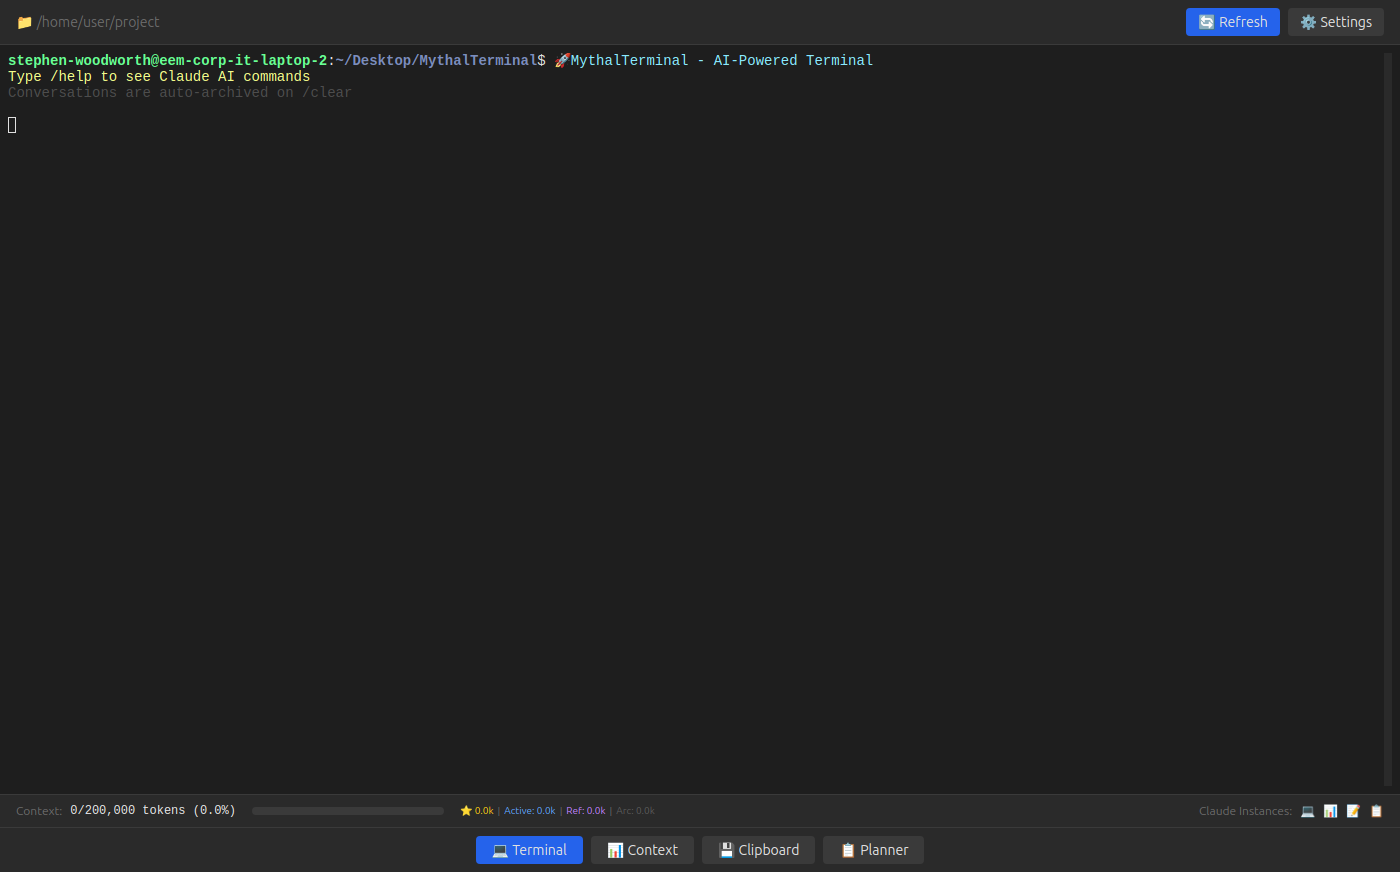 📁 /home/user/project
🔄 Refresh
⚙️ Settings
stephen-woodworth@eem-corp-it-laptop-2:~/Desktop/MythalTerminal$ 🚀MythalTerminal - AI-Powered Terminal
Type /help to see Claude AI commands
Conversations are auto-archived on /clear
Context: 0/200,000 tokens (0.0%)
⭐ 0.0k | Active: 0.0k | Ref: 0.0k | Arc: 0.0k
Claude Instances: 💻 📊 📝 📋
💻 Terminal
📊 Context
💾 Clipboard
📋 Planner